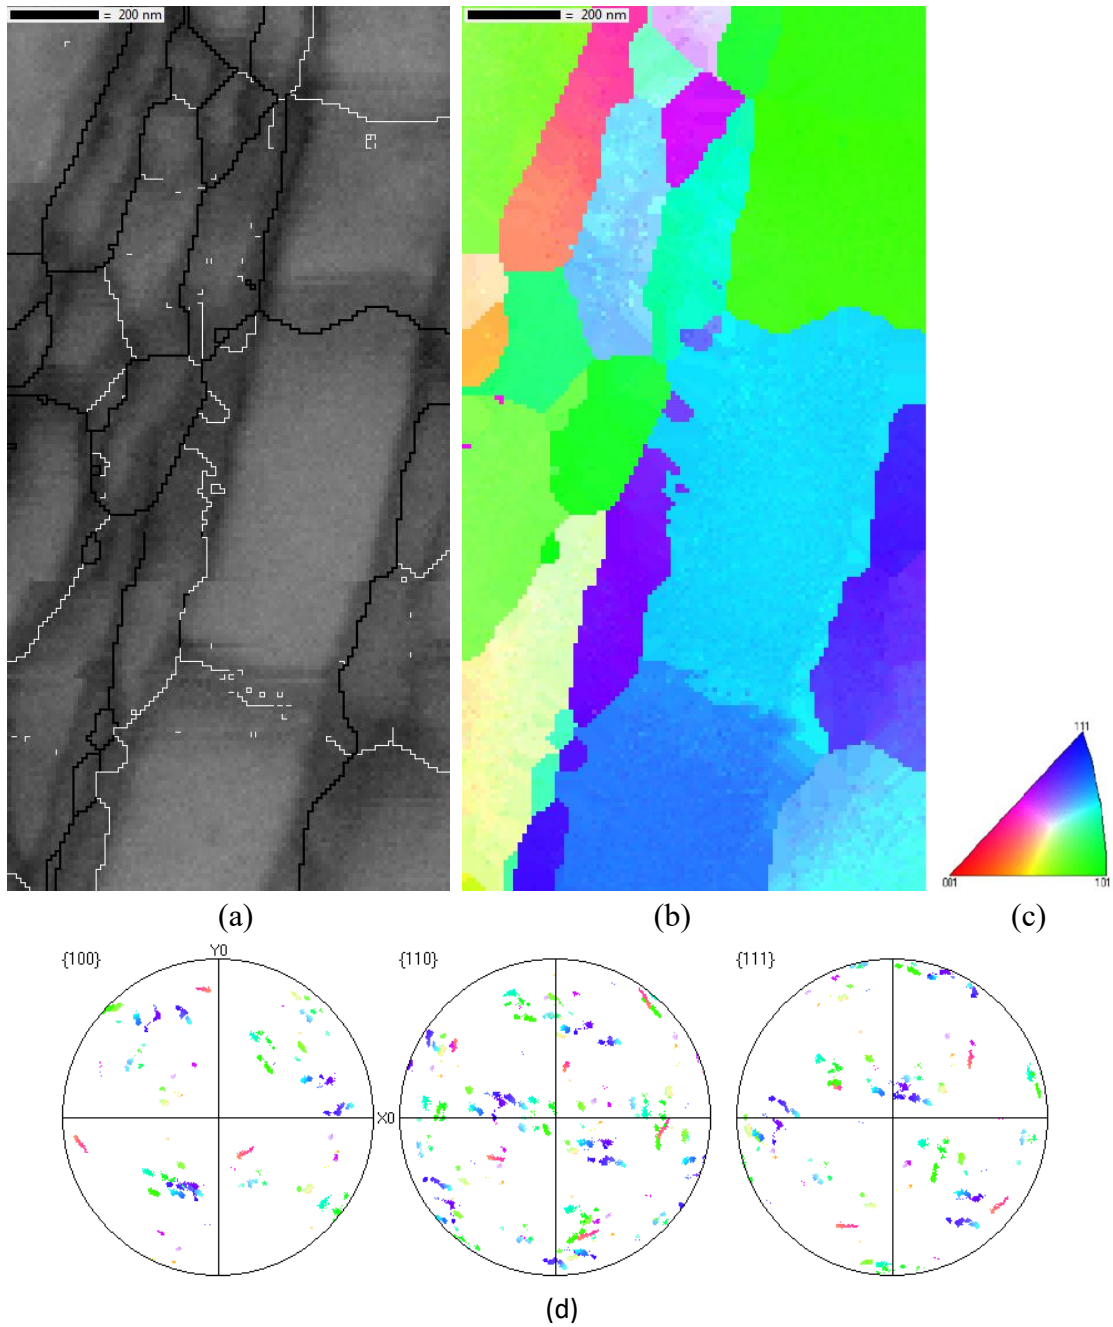 = 200 nm
= 200 nm
111
001
101
(a)
(b)
(c)
{100}
Y0
{110}
{111}
X0
(d)